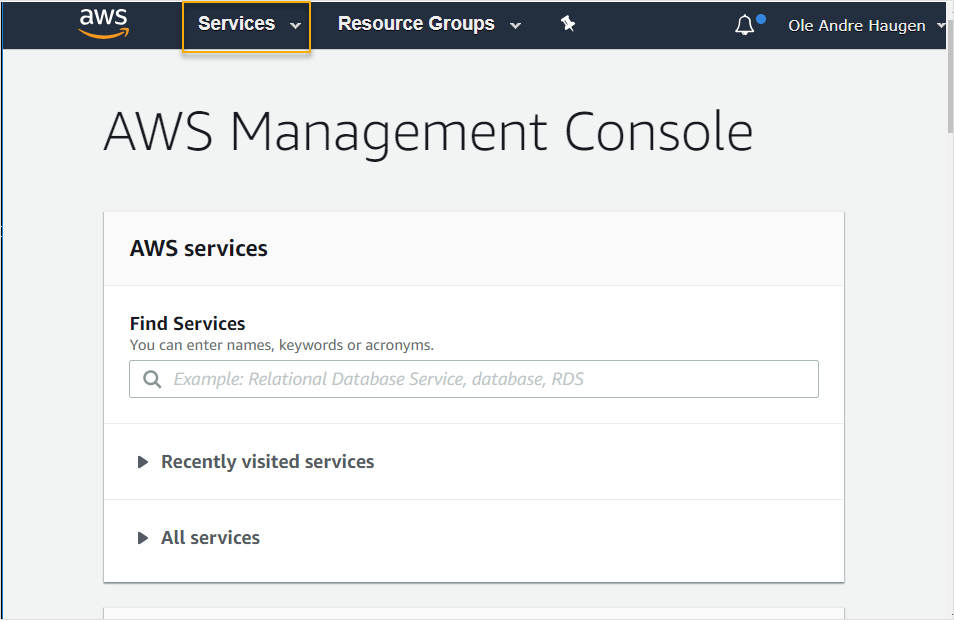 aws Services Resource Groups Ole Andre Haugen
AWS Management Console
AWS services
Find Services
You can enter names, keywords or acronyms.
Example: Relational Database Service, database, RDS
Recently visited services
All services